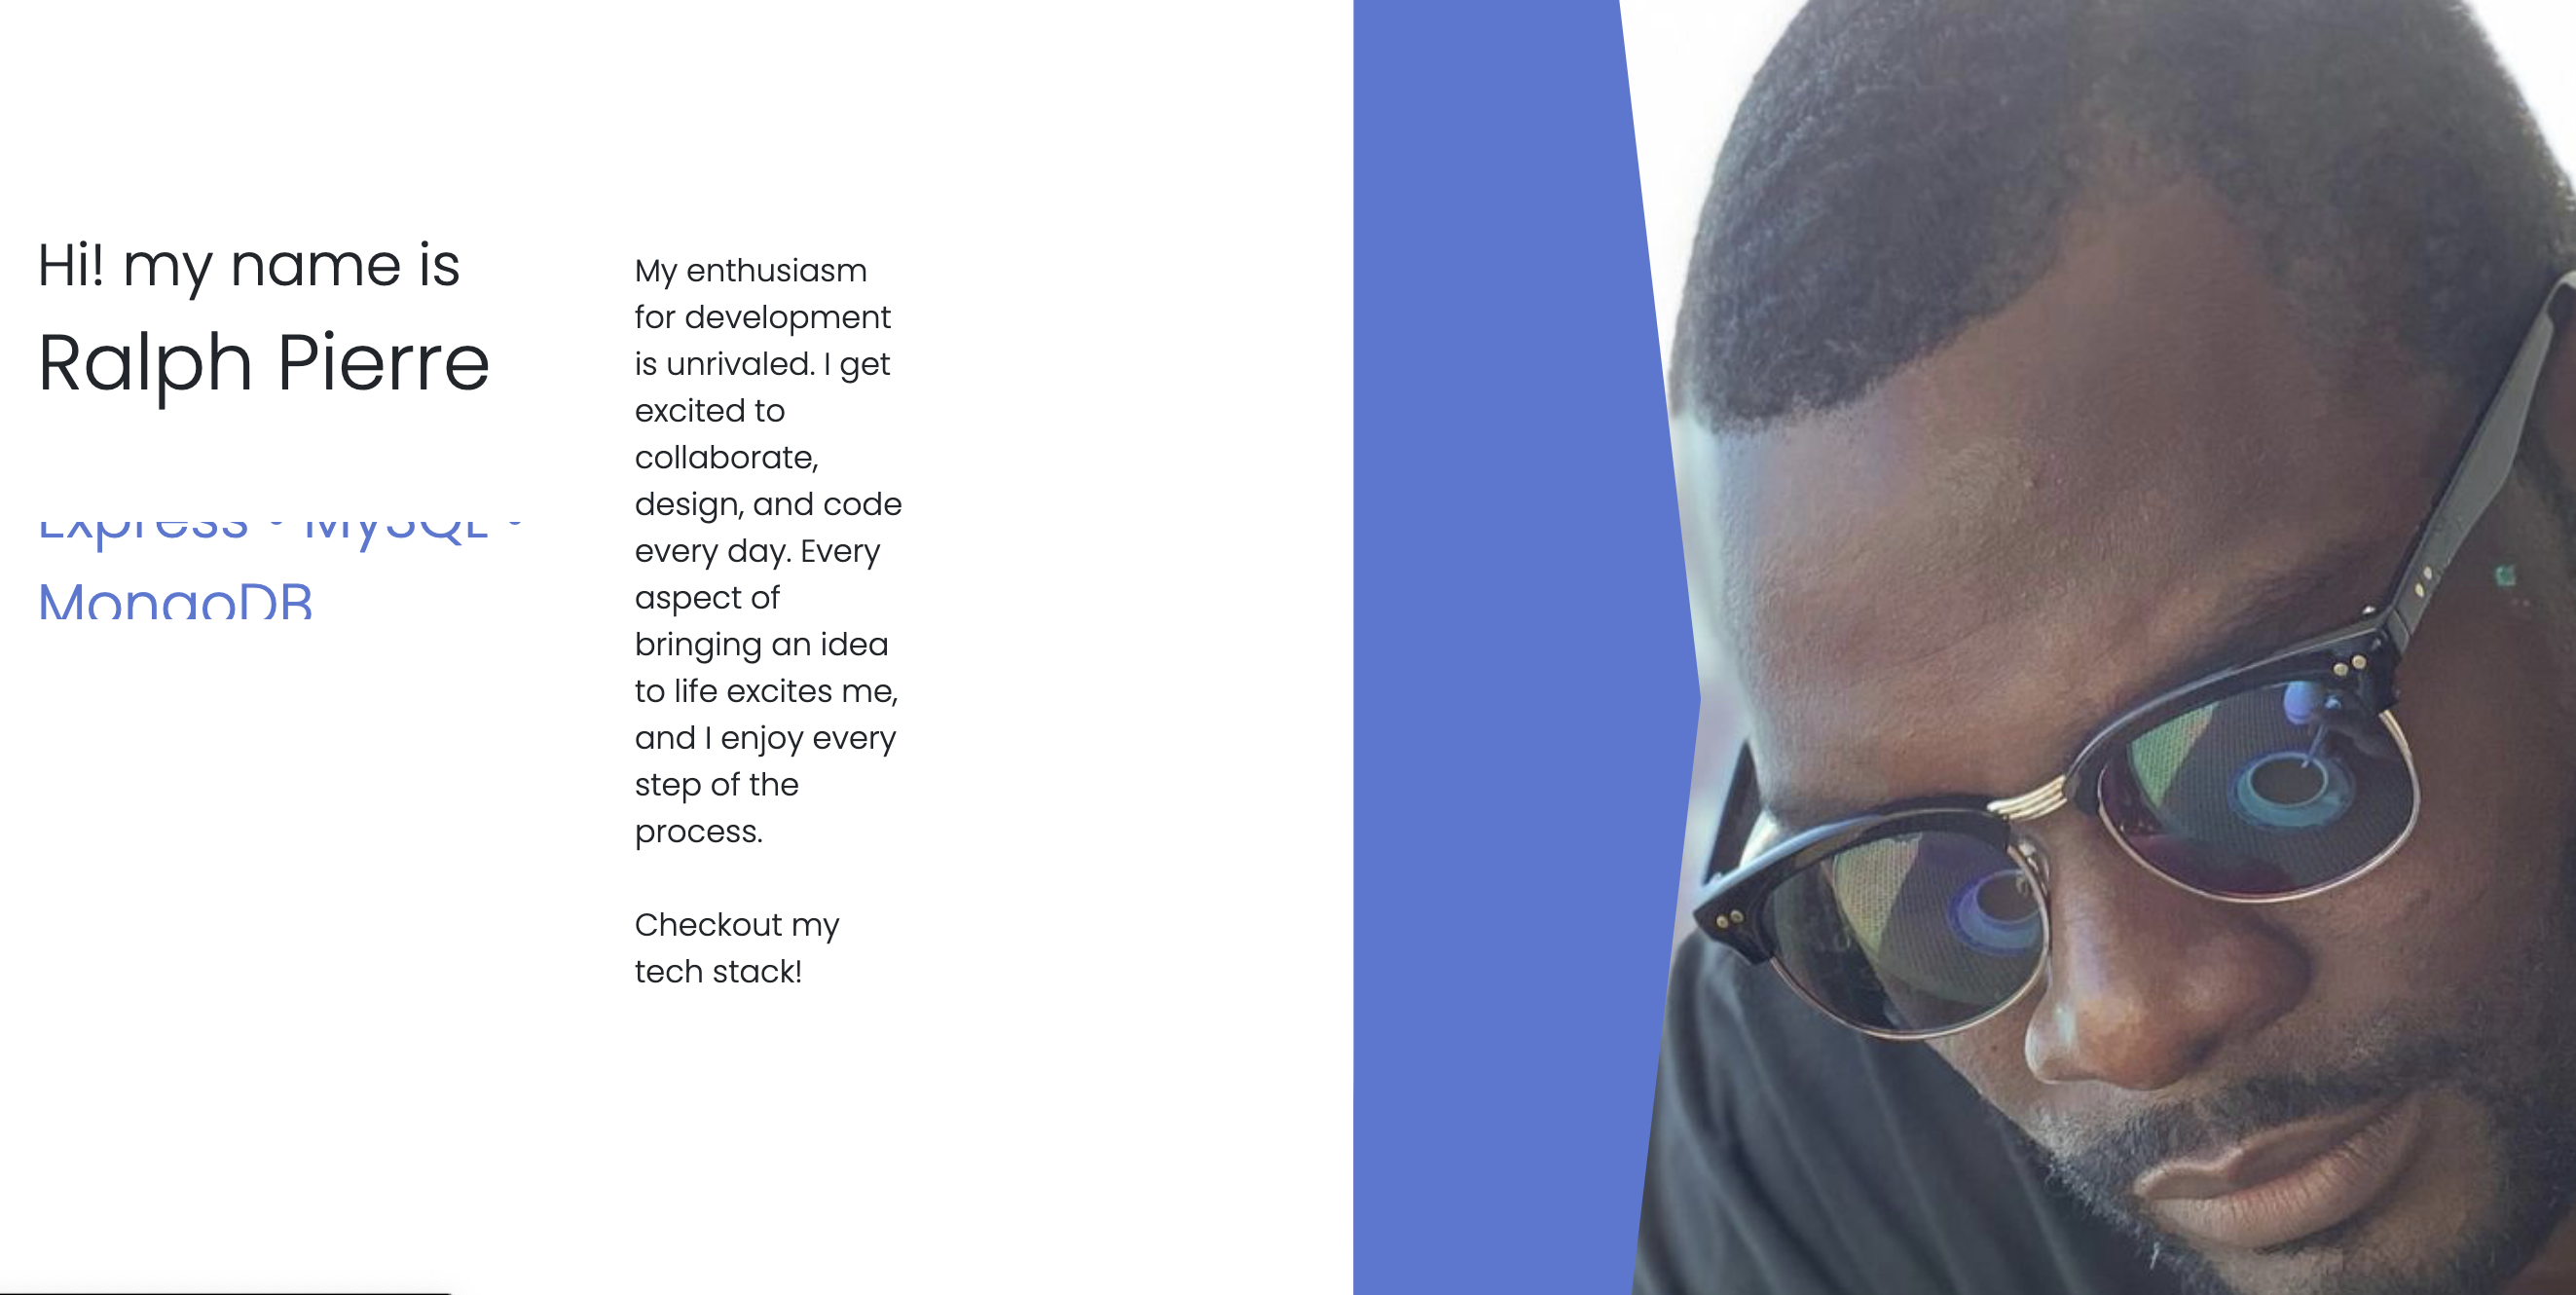 Hi! my name is
Ralph Pierre
Express • MySQL •
MongoDB
My enthusiasm
for development
is unrivaled. I get
excited to
collaborate,
design, and code
every day. Every
aspect of
bringing an idea
to life excites me,
and I enjoy every
step of the
process.
Checkout my
tech stack!